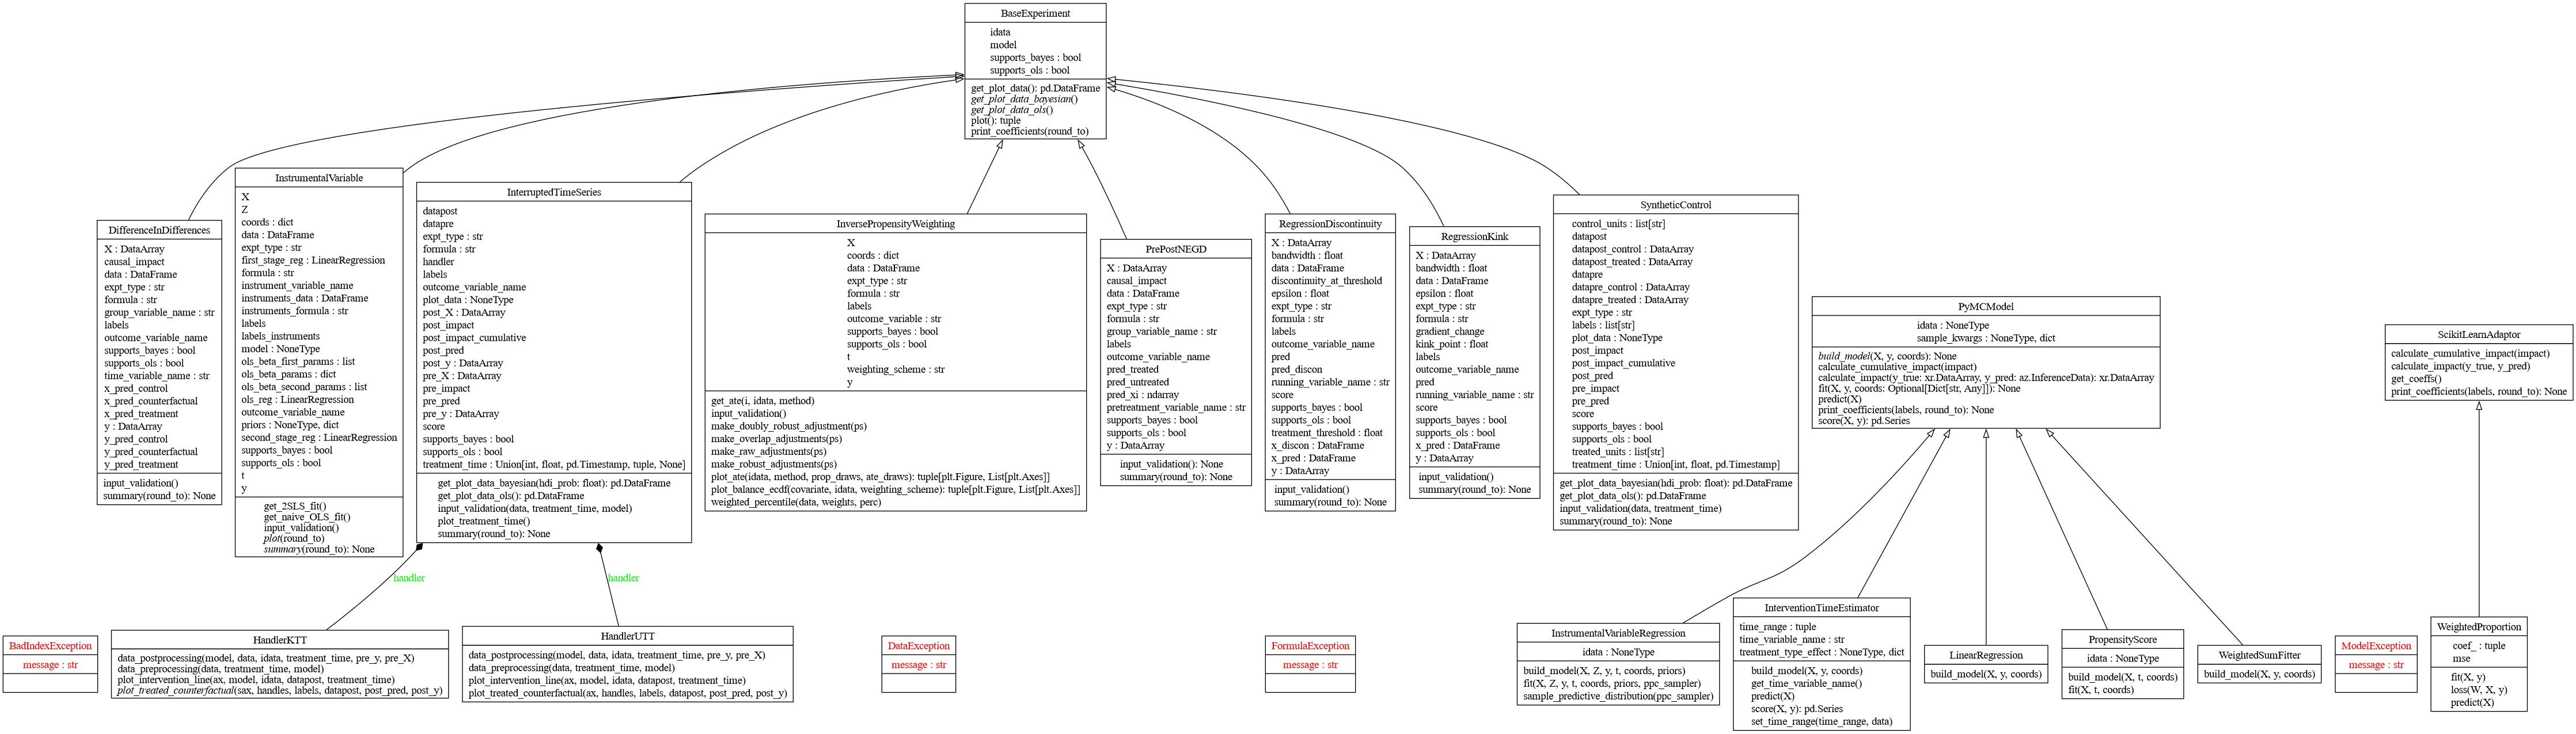 BaseExperiment
idata
model
supports_bayes : bool
supports_ols : bool
get_plot_data(): pd.DataFrame
get_plot_data_bayesian()
get_plot_data_ols()
plot(): tuple
print_coefficients(round_to)
DifferenceInDifferences
X : DataArray
causal_impact
data : DataFrame
expt_type : str
formula : str
group_variable_name : str
labels
outcome_variable_name
supports_bayes : bool
supports_ols : bool
time_variable_name : str
x_pred_control
x_pred_counterfactual
x_pred_treatment
y : DataArray
y_pred_control
y_pred_counterfactual
y_pred_treatment
input_validation()
summary(round_to): None
InstrumentalVariable
X
Z
coords : dict
data : DataFrame
expt_type : str
first_stage_reg : LinearRegression
formula : str
instrument_variable_name
instruments_data : DataFrame
instruments_formula : str
labels
labels_instruments
model : NoneType
ols_beta_first_params : list
ols_beta_params : dict
ols_beta_second_params : list
ols_reg : LinearRegression
outcome_variable_name
priors : NoneType, dict
second_stage_reg : LinearRegression
supports_bayes : bool
supports_ols : bool
t
y
get_2SLS_fit()
get_naive_OLS_fit()
input_validation()
plot(round_to)
summary(round_to): None
InterruptedTimeSeries
datapost
datapre
expt_type : str
formula : str
handler
labels
outcome_variable_name
plot_data : NoneType
post_X : DataArray
post_impact
post_impact_cumulative
post_pred
post_y : DataArray
pre_X : DataArray
pre_impact
pre_pred
pre_y : DataArray
score
supports_bayes : bool
supports_ols : bool
treatment_time : Union[int, float, pd.Timestamp, tuple, None]
get_plot_data_bayesian(hdi_prob: float): pd.DataFrame
get_plot_data_ols(): pd.DataFrame
input_validation(data, treatment_time, model)
plot_treatment_time()
summary(round_to): None
InversePropensityWeighting
X
coords : dict
data : DataFrame
expt_type : str
formula : str
labels
outcome_variable : str
supports_bayes : bool
supports_ols : bool
t
weighting_scheme : str
y
get_ate(i, idata, method)
input_validation()
make_doubly_robust_adjustment(ps)
make_overlap_adjustments(ps)
make_raw_adjustments(ps)
make_robust_adjustments(ps)
plot_ate(idata, method, prop_draws, ate_draws): tuple[plt.Figure, List[plt.Axes]]
plot_balance_ecdf(covariate, idata, weighting_scheme): tuple[plt.Figure, List[plt.Axes]]
weighted_percentile(data, weights, perc)
PrePostNEGD
X : DataArray
causal_impact
data : DataFrame
expt_type : str
formula : str
group_variable_name : str
labels
outcome_variable_name
pred_treated
pred_untreated
pred_xi : ndarray
pretreatment_variable_name : str
supports_bayes : bool
supports_ols : bool
y : DataArray
input_validation(): None
summary(round_to): None
RegressionDiscontinuity
X : DataArray
bandwidth : float
data : DataFrame
discontinuity_at_threshold
epsilon : float
expt_type : str
formula : str
labels
outcome_variable_name
pred
pred_discon
running_variable_name : str
score
supports_bayes : bool
supports_ols : bool
treatment_threshold : float
x_discon : DataFrame
x_pred : DataFrame
y : DataArray
input_validation()
summary(round_to): None
RegressionKink
X : DataArray
bandwidth : float
data : DataFrame
epsilon : float
expt_type : str
formula : str
gradient_change
kink_point : float
labels
outcome_variable_name
pred
running_variable_name : str
score
supports_bayes : bool
supports_ols : bool
x_pred : DataFrame
y : DataArray
input_validation()
summary(round_to): None
SyntheticControl
control_units : list[str]
datapost
datapost_control : DataArray
datapost_treated : DataArray
datapre
datapre_control : DataArray
datapre_treated : DataArray
expt_type : str
labels : list[str]
plot_data : NoneType
post_impact
post_impact_cumulative
post_pred
pre_impact
pre_pred
score
supports_bayes : bool
supports_ols : bool
treated_units : list[str]
treatment_time : Union[int, float, pd.Timestamp]
get_plot_data_bayesian(hdi_prob: float): pd.DataFrame
get_plot_data_ols(): pd.DataFrame
input_validation(data, treatment_time)
summary(round_to): None
PyMCModel
idata : NoneType
sample_kwargs : NoneType, dict
build_model(X, y, coords): None
calculate_cumulative_impact(impact)
calculate_impact(y_true: xr.DataArray, y_pred: az.InferenceData): xr.DataArray
fit(X, y, coords: Optional[Dict[str, Any]]): None
predict(X)
print_coefficients(labels, round_to): None
score(X, y): pd.Series
ScikitLearnAdaptor
calculate_cumulative_impact(impact)
calculate_impact(y_true, y_pred)
get_coeffs()
print_coefficients(labels, round_to): None
handler
handler
BadIndexException
message : str
HandlerKTT
data_postprocessing(model, data, idata, treatment_time, pre_y, pre_X)
data_preprocessing(data, treatment_time, model)
plot_intervention_line(ax, model, idata, datapost, treatment_time)
plot_treated_counterfactual(sax, handles, labels, datapost, post_pred, post_y)
HandlerUTT
data_postprocessing(model, data, idata, treatment_time, pre_y, pre_X)
data_preprocessing(data, treatment_time, model)
plot_intervention_line(ax, model, idata, datapost, treatment_time)
plot_treated_counterfactual(ax, handles, labels, datapost, post_pred, post_y)
DataException
message : str
FormulaException
message : str
InstrumentalVariableRegression
idata : NoneType
build_model(X, Z, y, t, coords, priors)
fit(X, Z, y, t, coords, priors, ppc_sampler)
sample_predictive_distribution(ppc_sampler)
InterventionTimeEstimator
time_range : tuple
time_variable_name : str
treatment_type_effect : NoneType, dict
build_model(X, y, coords)
get_time_variable_name()
predict(X)
score(X, y): pd.Series
set_time_range(time_range, data)
LinearRegression
build_model(X, y, coords)
PropensityScore
idata : NoneType
build_model(X, t, coords)
fit(X, t, coords)
WeightedSumFitter
build_model(X, y, coords)
ModelException
message : str
WeightedProportion
coef_ : tuple
mse
fit(X, y)
loss(W, X, y)
predict(X)